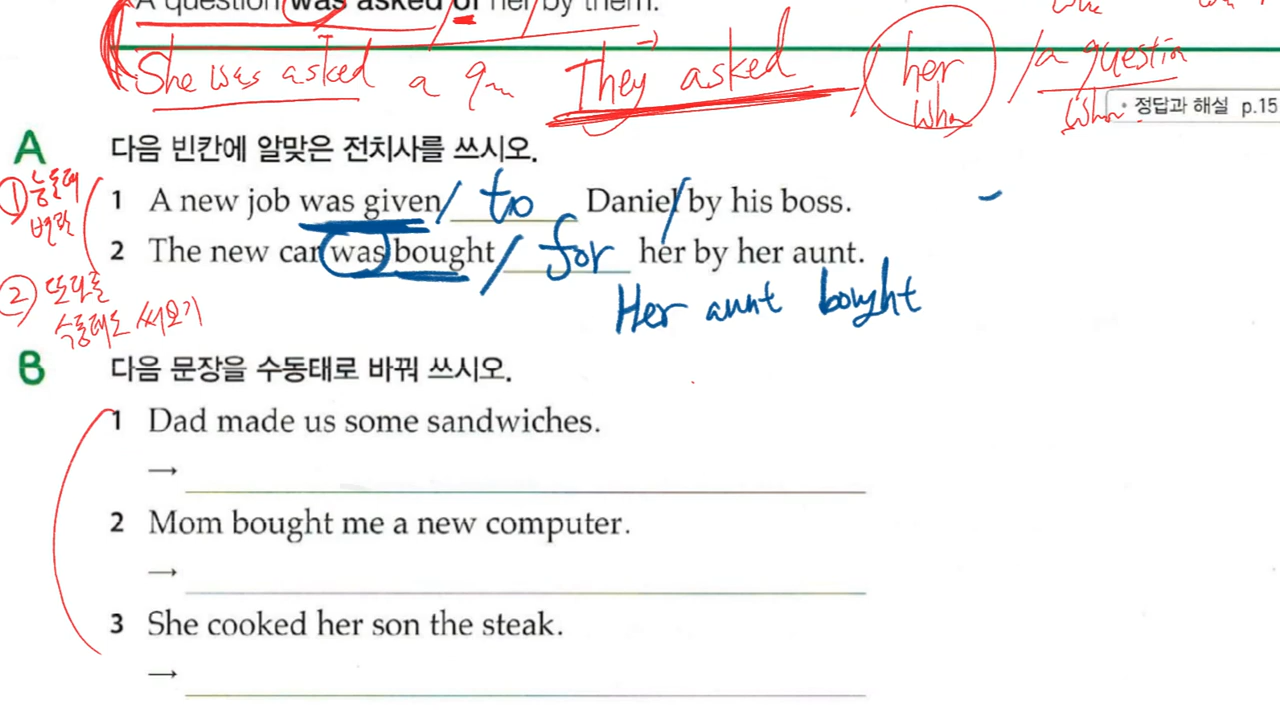 A question was asked of her by them.
She was asked a qu They asked / her / a question
who
• 정답과 해설 p.15
A 다음 빈칸에 알맞은 전치사를 쓰시오.
① 능동태
변환
1 A new job was given / to Daniel / by his boss.
2 The new car was bought / for her by her aunt.
Her aunt bought
② 또다른
수동태도 써보기
B 다음 문장을 수동태로 바꿔 쓰시오.
1 Dad made us some sandwiches.
→
2 Mom bought me a new computer.
→
3 She cooked her son the steak.
→